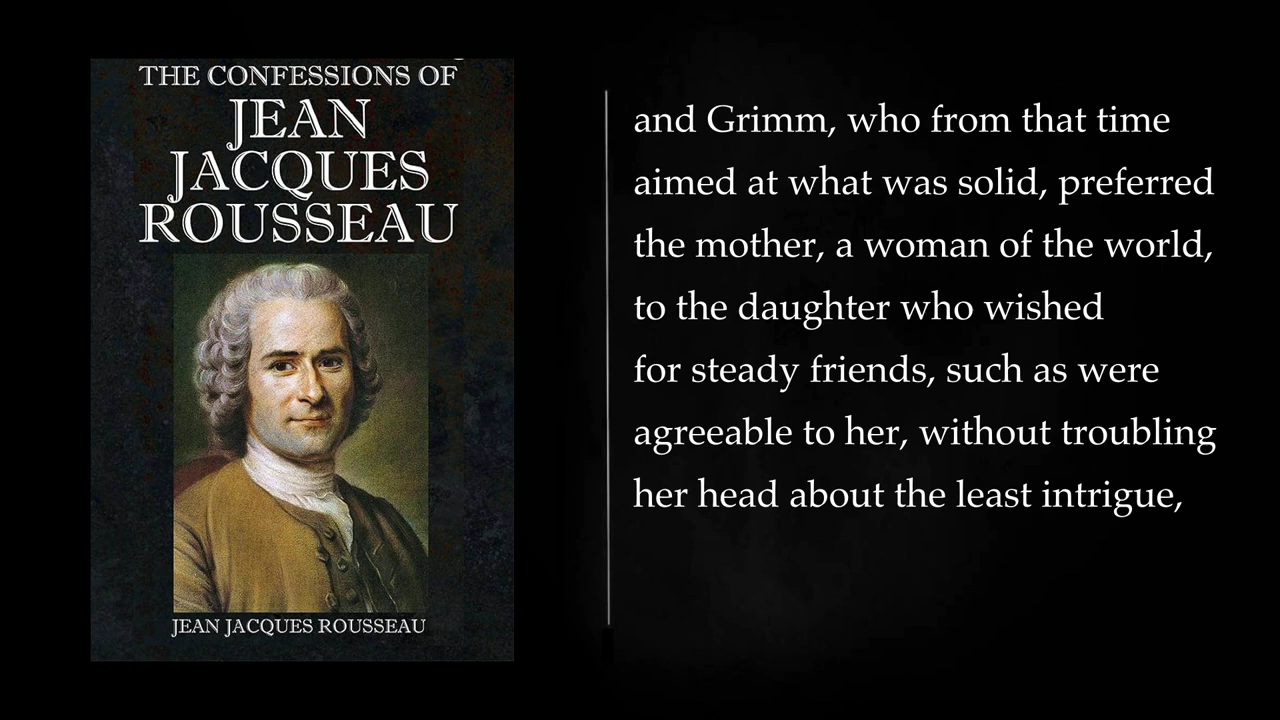 THE CONFESSIONS OF
JEAN
JACQUES
ROUSSEAU
JEAN JACQUES ROUSSEAU
and Grimm, who from that time
aimed at what was solid, preferred
the mother, a woman of the world,
to the daughter who wished
for steady friends, such as were
agreeable to her, without troubling
her head about the least intrigue,